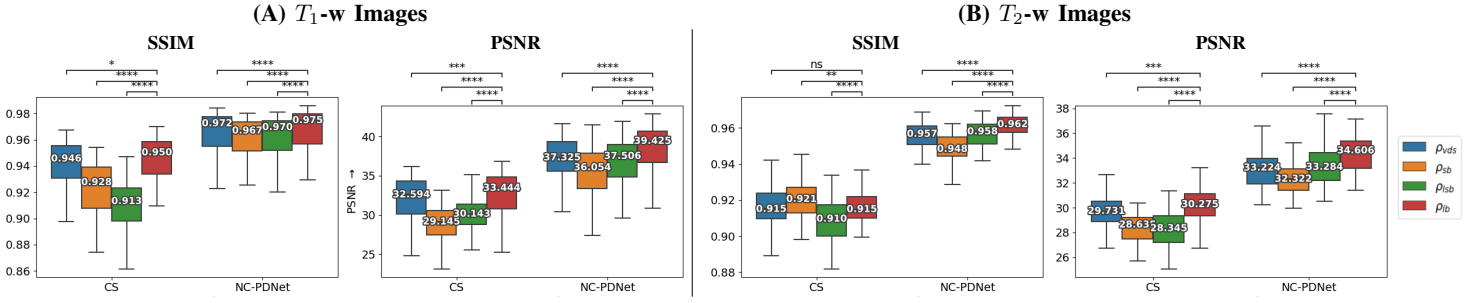 (A) T1-w Images
SSIM
* **** **** **** **** ****
0.98
0.96
0.94
0.92
0.90
0.88
0.86
0.946
0.928
0.913
0.950
0.972
0.967
0.970
0.975
CS NC-PDNet
PSNR
*** **** **** **** **** ****
PSNR →
40
35
30
25
32.594
29.145
30.143
33.444
37.325
36.054
37.506
39.425
CS NC-PDNet
(B) T2-w Images
SSIM
ns ** **** **** **** ****
0.96
0.94
0.92
0.90
0.88
0.915
0.921
0.910
0.915
0.957
0.948
0.958
0.962
CS NC-PDNet
PSNR
*** **** **** **** **** ****
38
36
34
32
30
28
26
29.731
28.345
30.275
33.224
32.322
33.284
34.606
CS NC-PDNet
ρvds
ρsb
ρlsb
ρlb